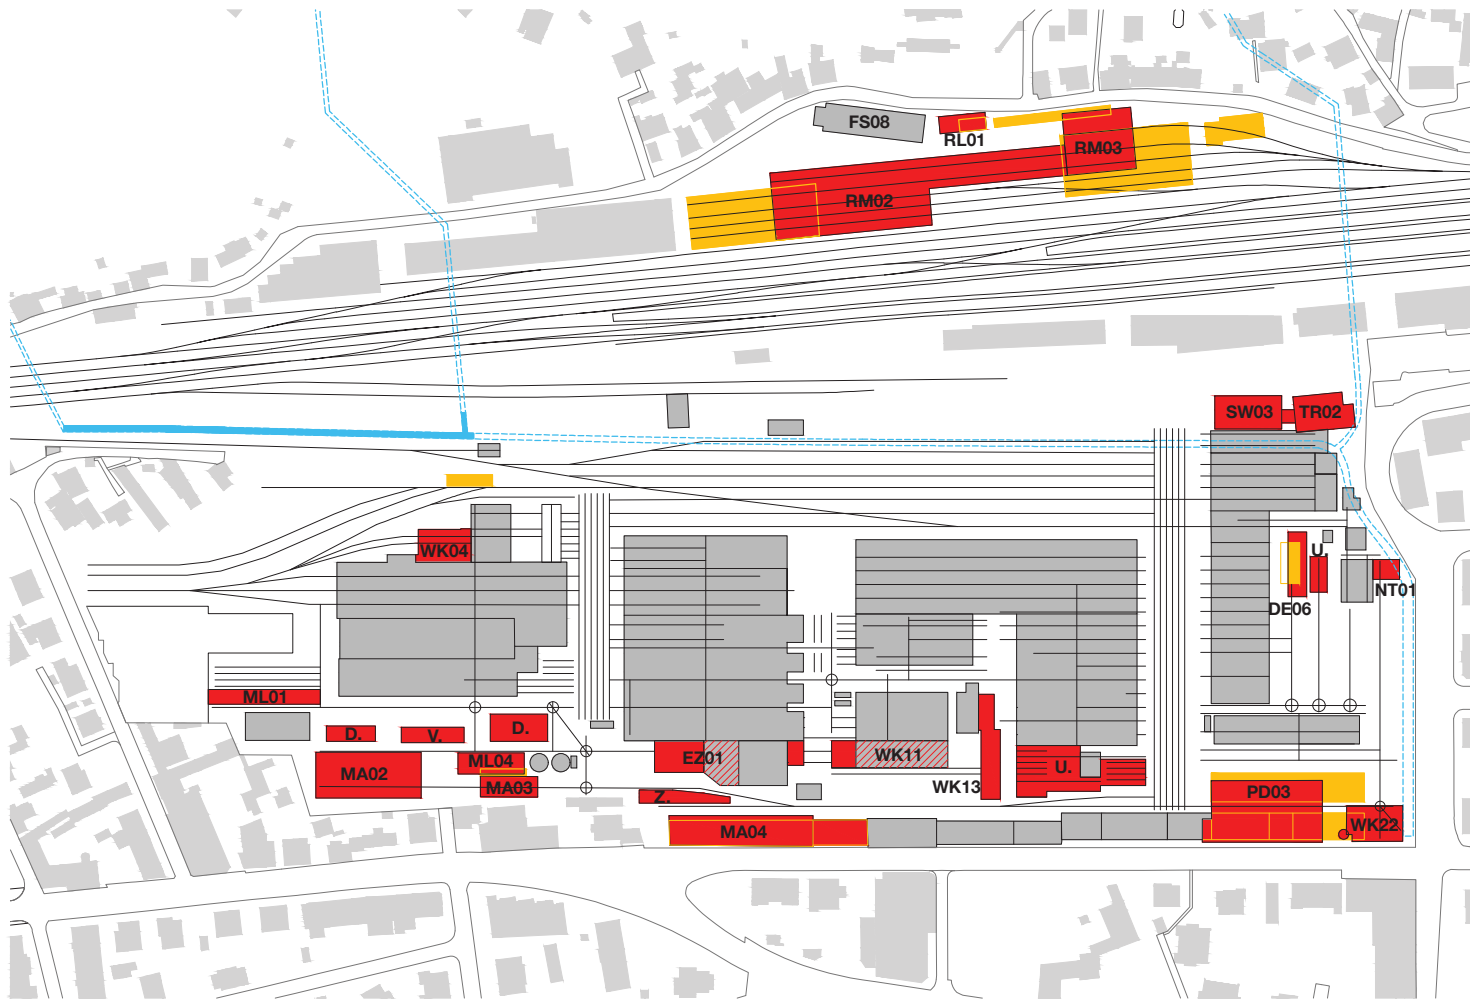 FS08
RL01
RM03
RM02
SW03
TR02
WK04
U.
NT01
DE06
ML01
D.
V.
D.
EZ01
WK11
ML04
MA02
U.
MA03
WK13
Z.
PD03
MA04
WK22